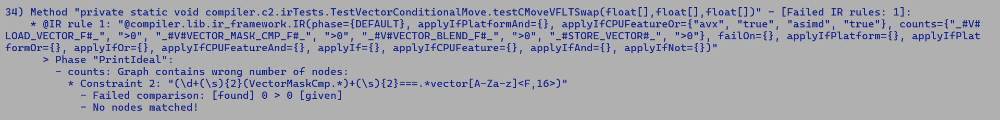 34) Method "private static void compiler.c2.irTests.TestVectorConditionalMove.testCMoveVFLTSwap(float[],float[],float[])" - [Failed IR rules: 1]:
* @IR rule 1: "@compiler.lib.ir_framework.IR(phase={DEFAULT}, applyIfPlatformAnd={}, applyIfCPUFeatureOr={"avx", "true", "asimd", "true"}, counts={"_#V#
LOAD_VECTOR_F#_", ">0", "_#V#VECTOR_MASK_CMP_F#_", ">0", "_#V#VECTOR_BLEND_F#_", ">0", "_#STORE_VECTOR#_", ">0"}, failOn={}, applyIfPlatform={}, applyIfPlat
formOr={}, applyIfOr={}, applyIfCPUFeatureAnd={}, applyIf={}, applyIfCPUFeature={}, applyIfAnd={}, applyIfNot={})"
> Phase "PrintIdeal":
- counts: Graph contains wrong number of nodes:
* Constraint 2: "(\d+(\s){2}(VectorMaskCmp.*)+(\s){2}===.*vector[A-Za-z]<F,16>)"
- Failed comparison: [found] 0 > 0 [given]
- No nodes matched!